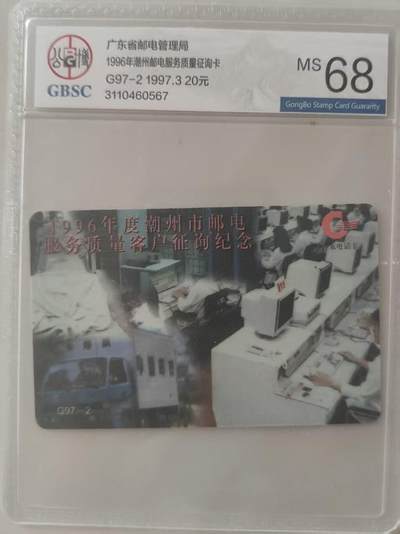 广东省邮电管理局
1996年潮州邮电服务质量征询卡
G97-2 1997.3 20元
3110460567
GBSC
MS 68
GongBo Stamp Card Guaranty
1996年度潮州市邮电
服务质量客户征询纪念
G97-2